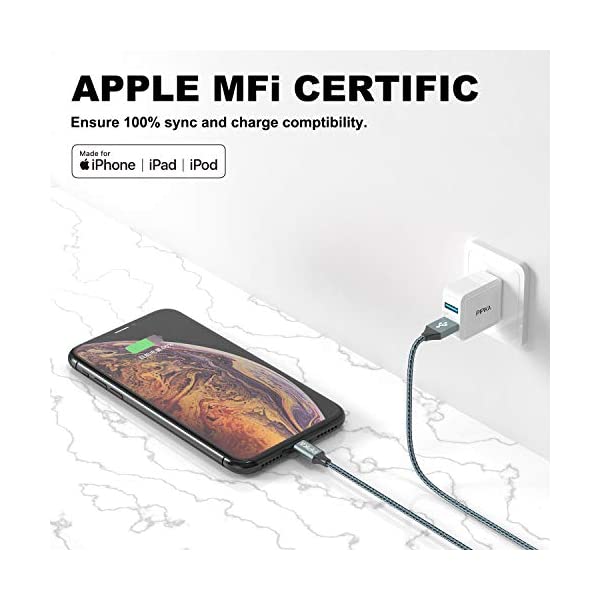 APPLE MFi CERTIFIC
Ensure 100% sync and charge comptibility.
Made for
iPhone | iPad | iPod